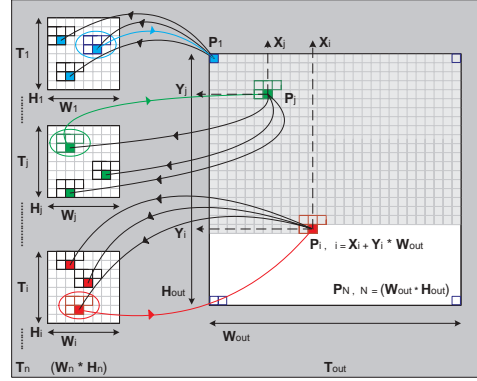 T1
H1
W1
Tj
Hj
Wj
Ti
Hi
Wi
Tn (Wn * Hn)
P1
Xj Xi
Yj
Pj
Yi
Pi , i = Xi + Yi * Wout
Hout
PN , N = (Wout * Hout)
Wout
Tout